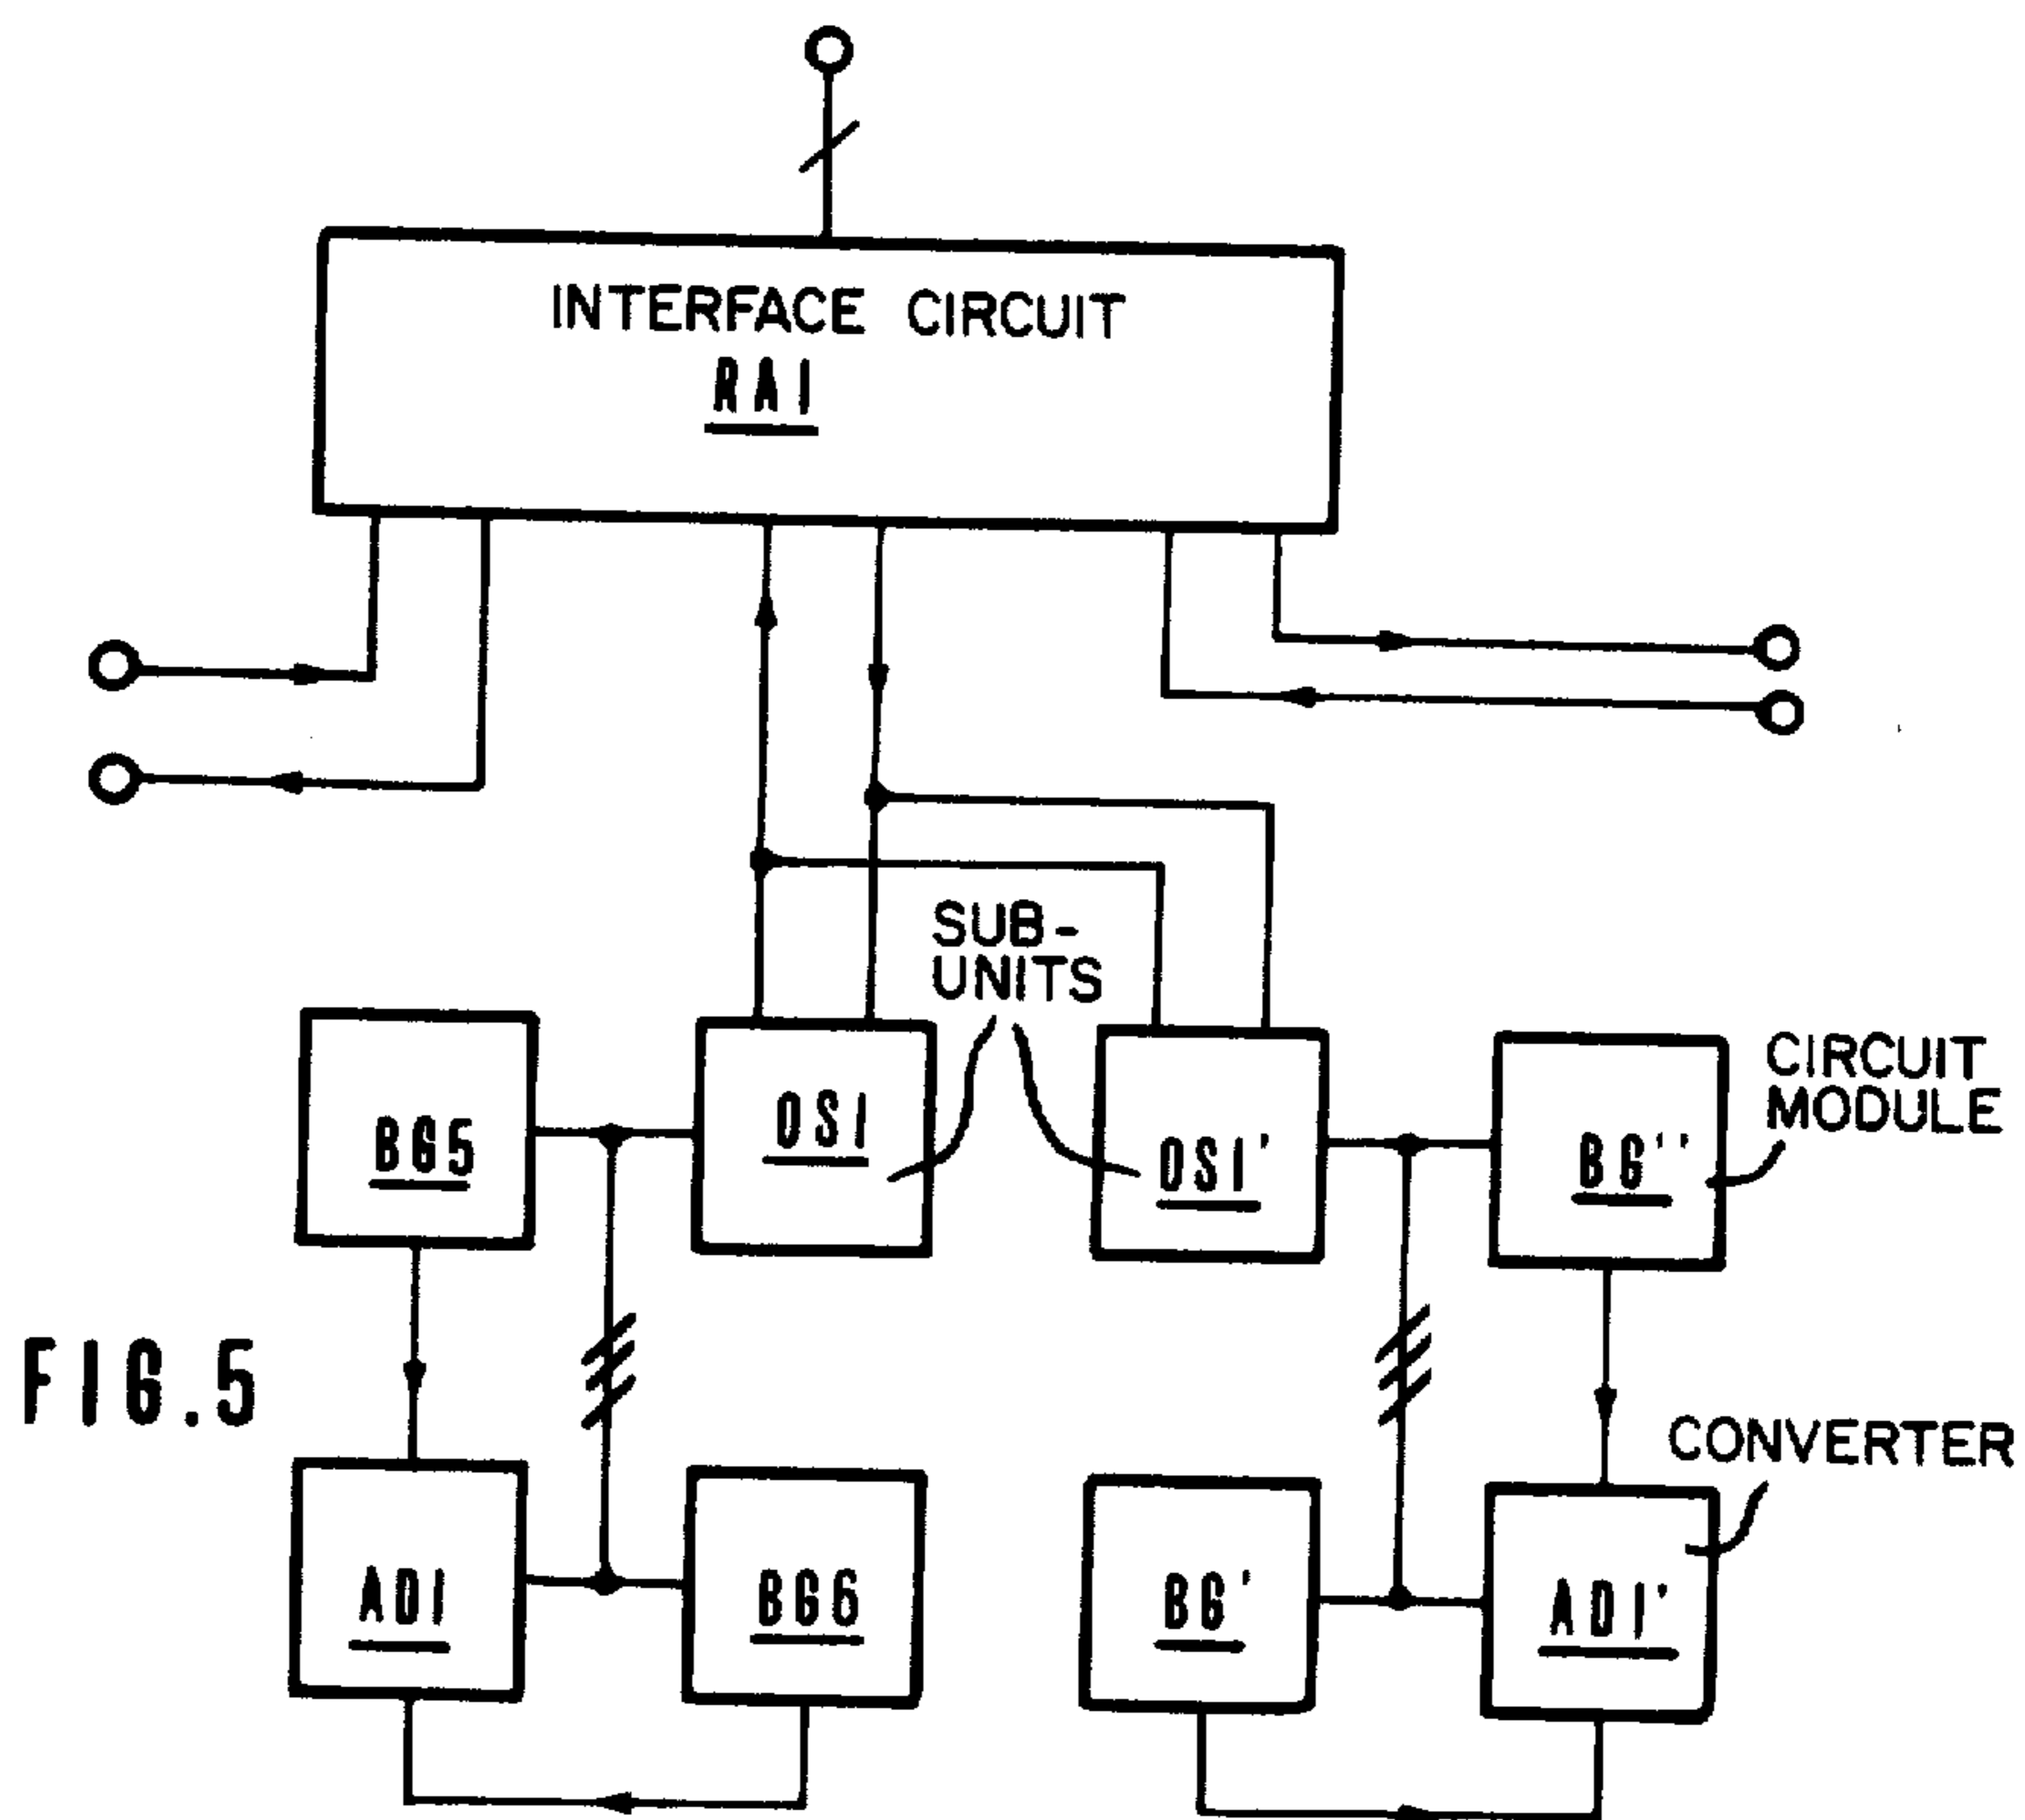 INTERFACE CIRCUIT
RA1
SUB-
UNITS
CIRCUIT
MODULE
BG5
OS1
OS1'
BG''
FIG.5
CONVERTER
AD1
BG6
BG'
AD1'